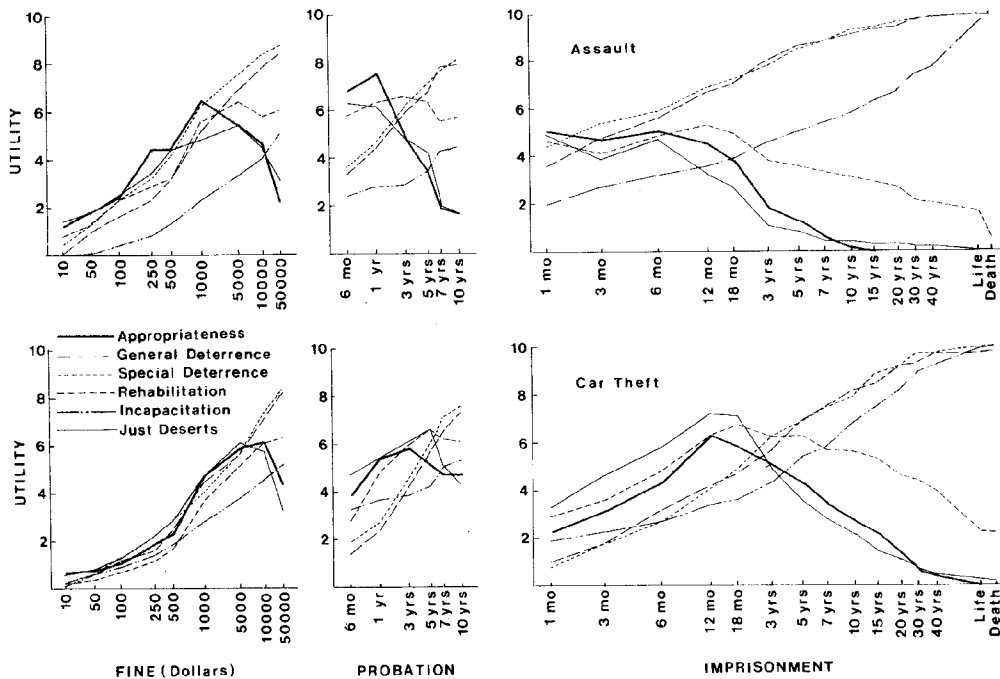 UTILITY
10
8
6
4
2
10
50
100
250
500
1000
5000
10000
50000
10
8
6
4
2
6 mo
1 yr
3 yrs
5 yrs
7 yrs
10 yrs
Assault
10
8
6
4
2
1 mo
3 mo
6 mo
12 mo
18 mo
3 yrs
5 yrs
7 yrs
10 yrs
15 yrs
20 yrs
30 yrs
40 yrs
Life
Death
Appropriateness
General Deterrence
Special Deterrence
Rehabilitation
Incapacitation
Just Deserts
UTILITY
10
8
6
4
2
10
50
100
250
500
1000
5000
10000
50000
10
8
6
4
2
6 mo
1 yr
3 yrs
5 yrs
7 yrs
10 yrs
Car Theft
10
8
6
4
2
1 mo
3 mo
6 mo
12 mo
18 mo
3 yrs
5 yrs
7 yrs
10 yrs
15 yrs
20 yrs
30 yrs
40 yrs
Life
Death
FINE (Dollars)
PROBATION
IMPRISONMENT